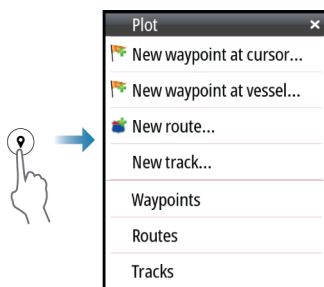 Plot ×
New waypoint at cursor...
New waypoint at vessel...
New route...
New track...
Waypoints
Routes
Tracks